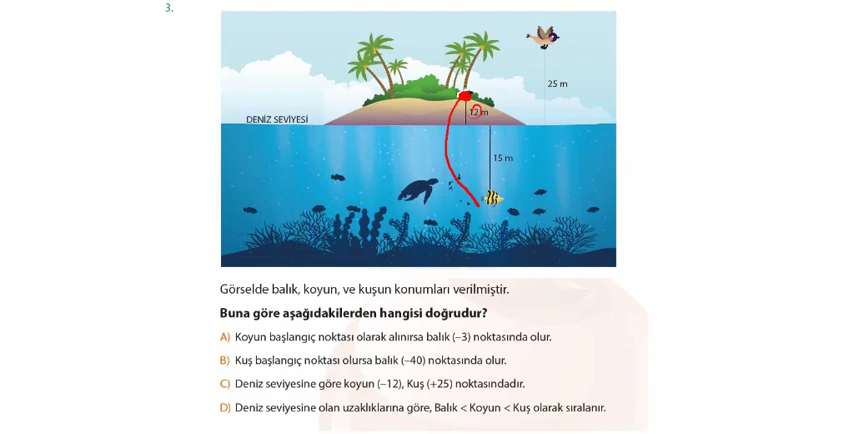 3.
25 m
12 m
DENİZ SEVİYESİ
15 m
Görselde balık, koyun, ve kuşun konumları verilmiştir.
Buna göre aşağıdakilerden hangisi doğrudur?
A) Koyun başlangıç noktası olarak alınırsa balık (–3) noktasında olur.
B) Kuş başlangıç noktası olursa balık (–40) noktasında olur.
C) Deniz seviyesine göre koyun (–12), Kuş (+25) noktasındadır.
D) Deniz seviyesine olan uzaklıklarına göre, Balık < Koyun < Kuş olarak sıralanır.